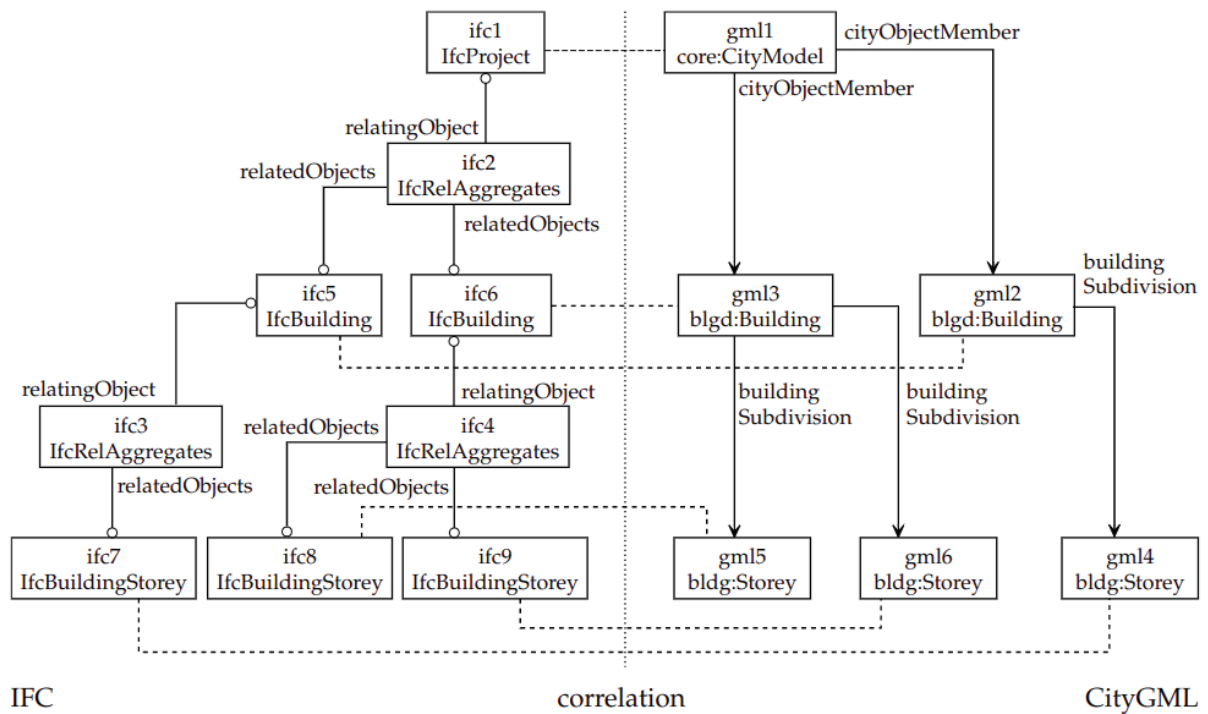 ifc1
IfcProject
gml1
core:CityModel
cityObjectMember
cityObjectMember
relatingObject
relatedObjects
ifc2
IfcRelAggregates
relatedObjects
building
Subdivision
ifc5
IfcBuilding
ifc6
IfcBuilding
gml3
blgd:Building
gml2
blgd:Building
relatingObject
relatingObject
building
Subdivision
building
Subdivision
ifc3
IfcRelAggregates
relatedObjects
ifc4
IfcRelAggregates
relatedObjects
relatedObjects
ifc7
IfcBuildingStorey
ifc8
IfcBuildingStorey
ifc9
IfcBuildingStorey
gml5
bldg:Storey
gml6
bldg:Storey
gml4
bldg:Storey
IFC
correlation
CityGML